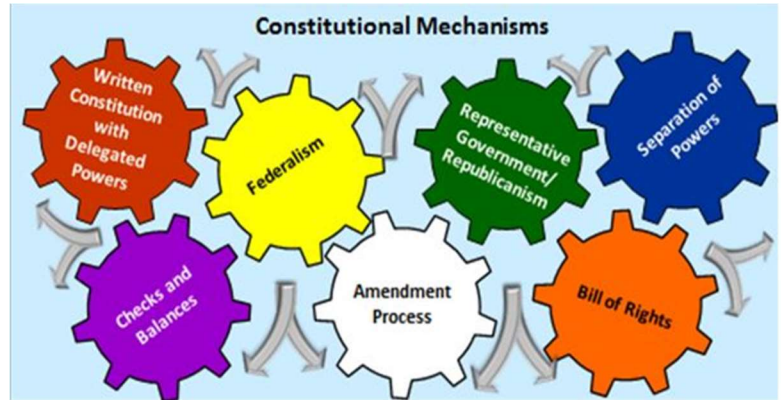 Constitutional Mechanisms
Written
Constitution
with
Delegated
Powers
Federalism
Representative
Government/
Republicanism
Separation of
Powers
Checks and
Balances
Amendment
Process
Bill of Rights